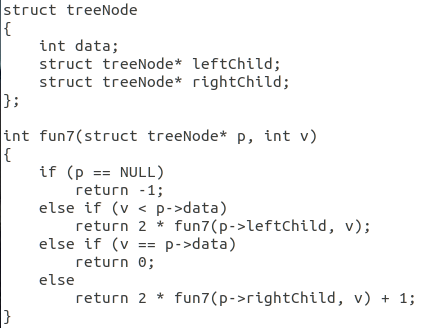 struct treeNode
{
    int data;
    struct treeNode* leftChild;
    struct treeNode* rightChild;
};

int fun7(struct treeNode* p, int v)
{
    if (p == NULL)
        return -1;
    else if (v < p->data)
        return 2 * fun7(p->leftChild, v);
    else if (v == p->data)
        return 0;
    else
        return 2 * fun7(p->rightChild, v) + 1;
}